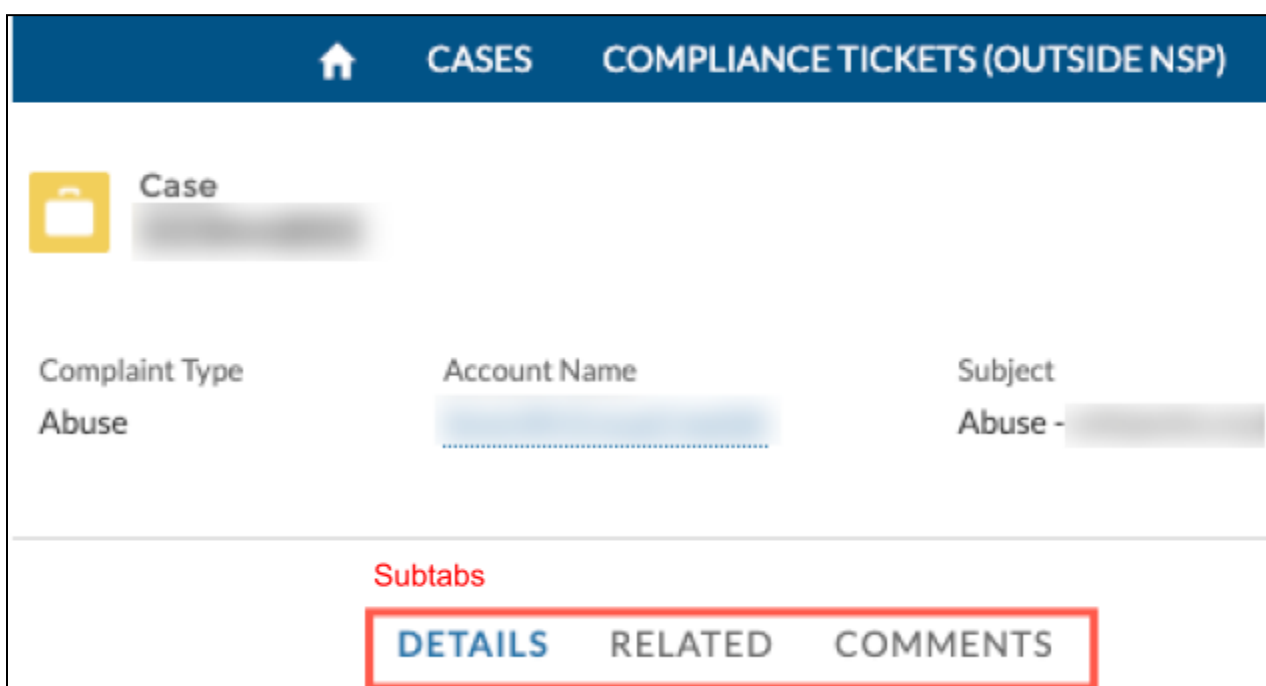 CASES COMPLIANCE TICKETS (OUTSIDE NSP)
Case
Complaint Type Account Name Subject
Abuse Abuse -
Subtabs
DETAILS RELATED COMMENTS